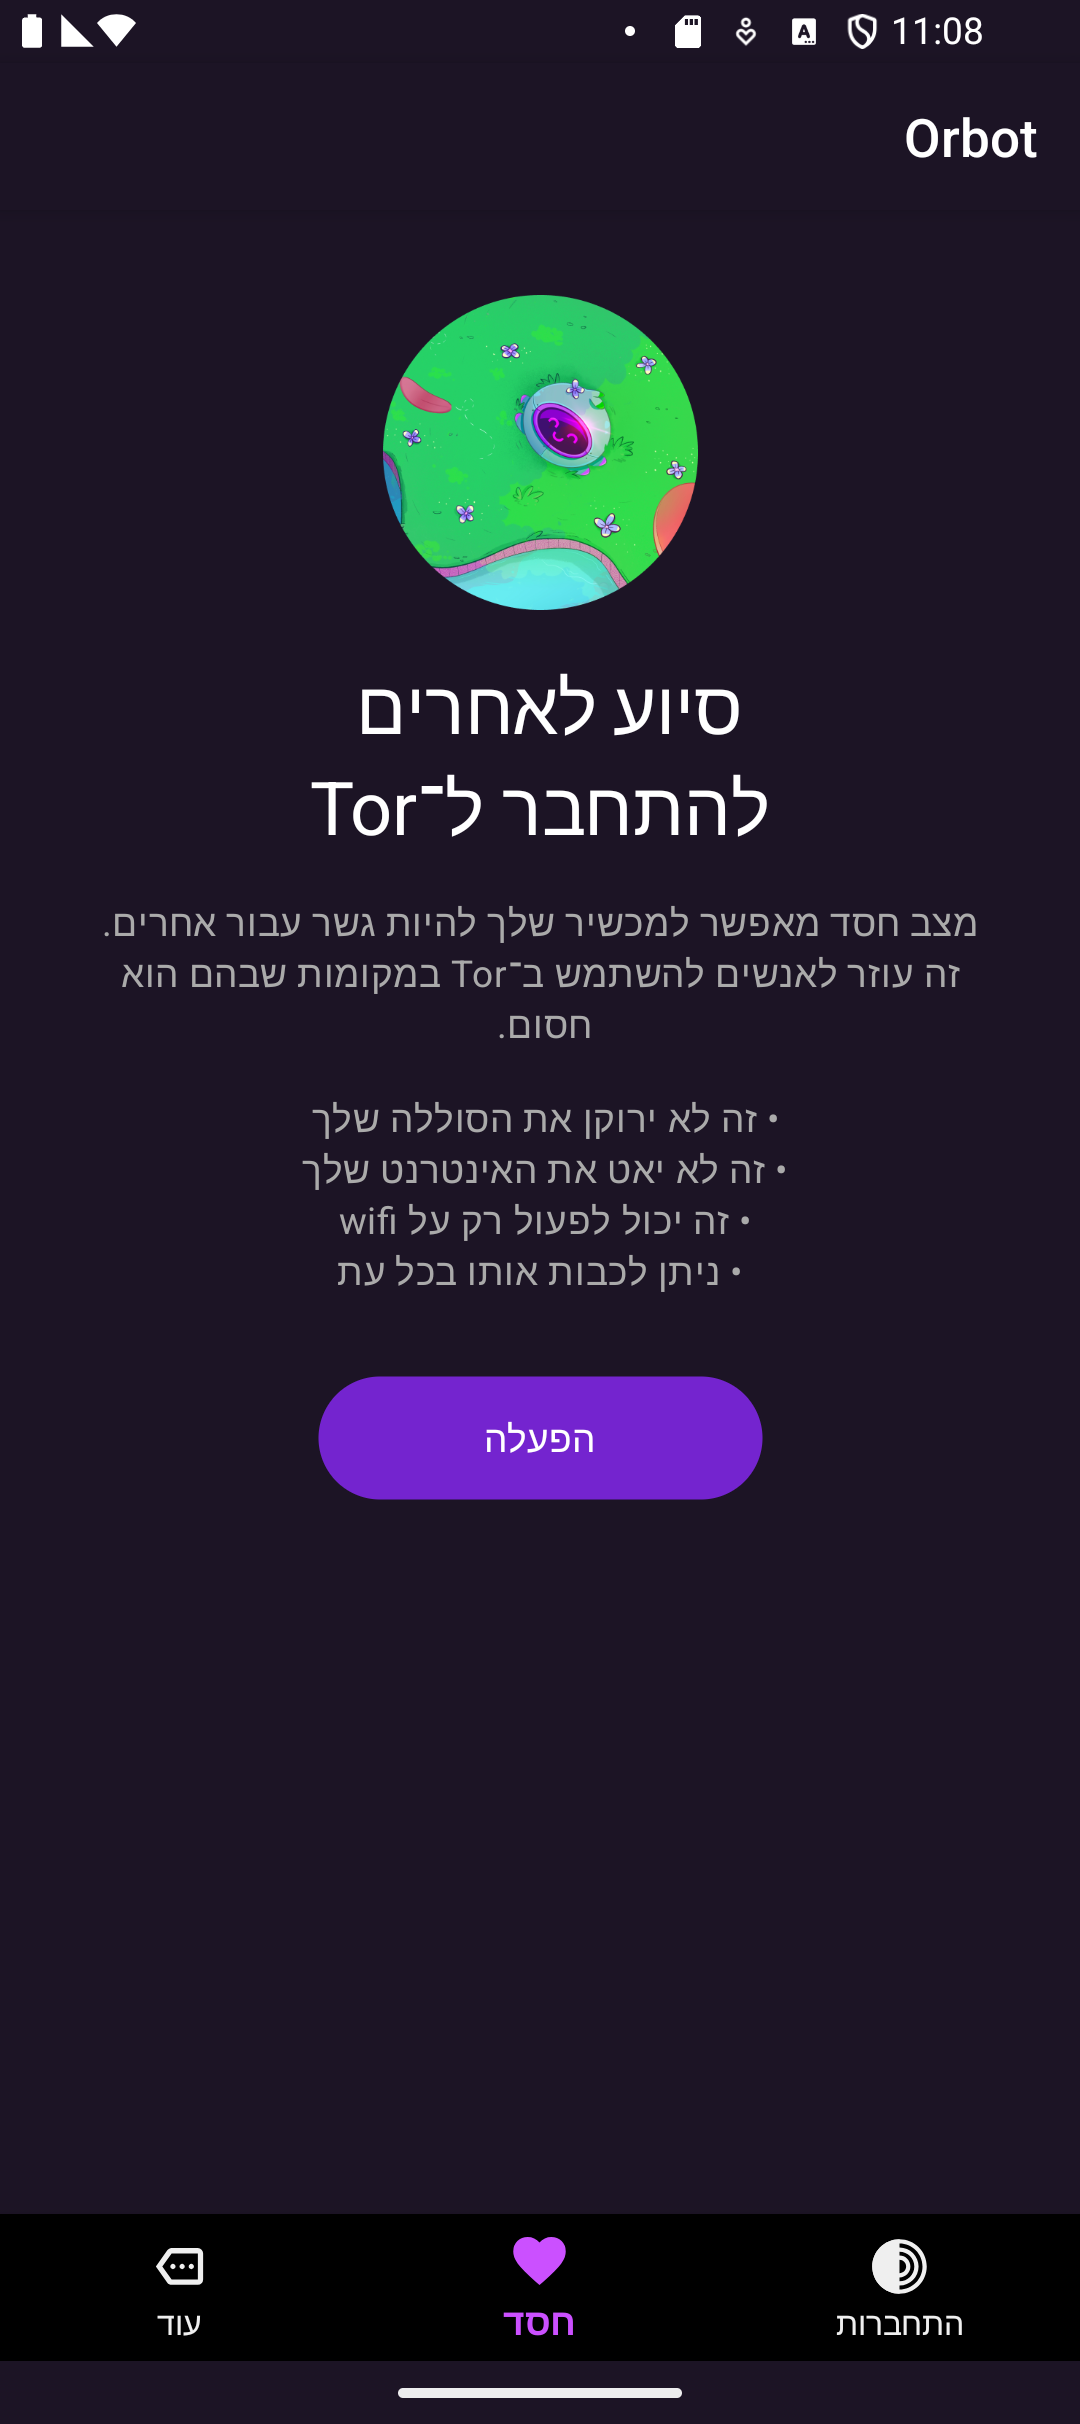 11:08
Orbot
סיוע לאחרים
להתחבר ל־Tor
מצב חסד מאפשר למכשיר שלך להיות גשר עבור אחרים.
זה עוזר לאנשים להשתמש ב־Tor במקומות שבהם הוא
חסום.
• זה לא ירוקן את הסוללה שלך
• זה לא יאט את האינטרנט שלך
• זה יכול לפעול רק על wifi
• ניתן לכבות אותו בכל עת
הפעלה
התחברות
חסד
עוד